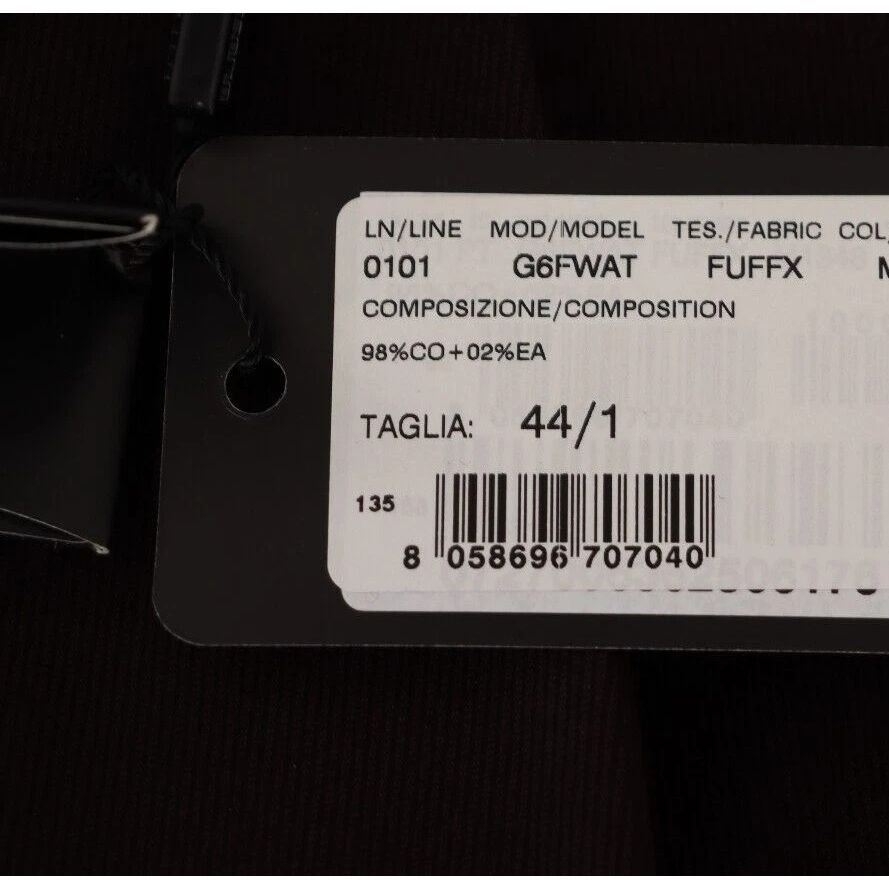 LN/LINE MOD/MODEL TES./FABRIC COL.
0101 G6FWAT FUFFX
COMPOSIZIONE/COMPOSITION
98%CO+02%EA
TAGLIA: 44/1
135
8 058696 707040